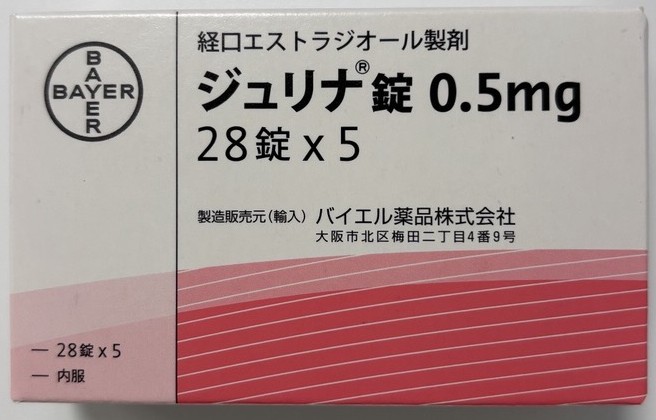 BAYER
BAYER
経口エストラジオール製剤
ジュリナ®錠 0.5mg
28錠 x 5
製造販売元(輸入) バイエル薬品株式会社
大阪市北区梅田二丁目4番9号
— 28錠 x 5
— 内服